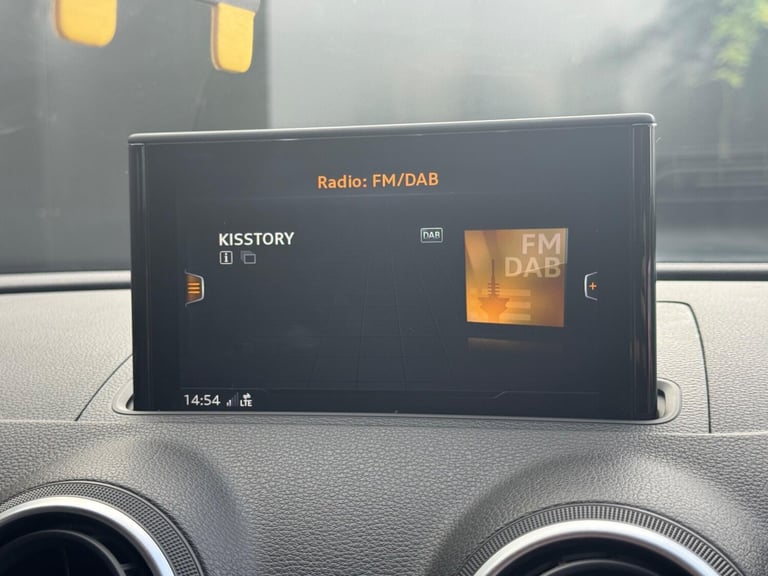 Radio: FM/DAB
KISSTORY
DAB
FM
DAB
14:54 LTE